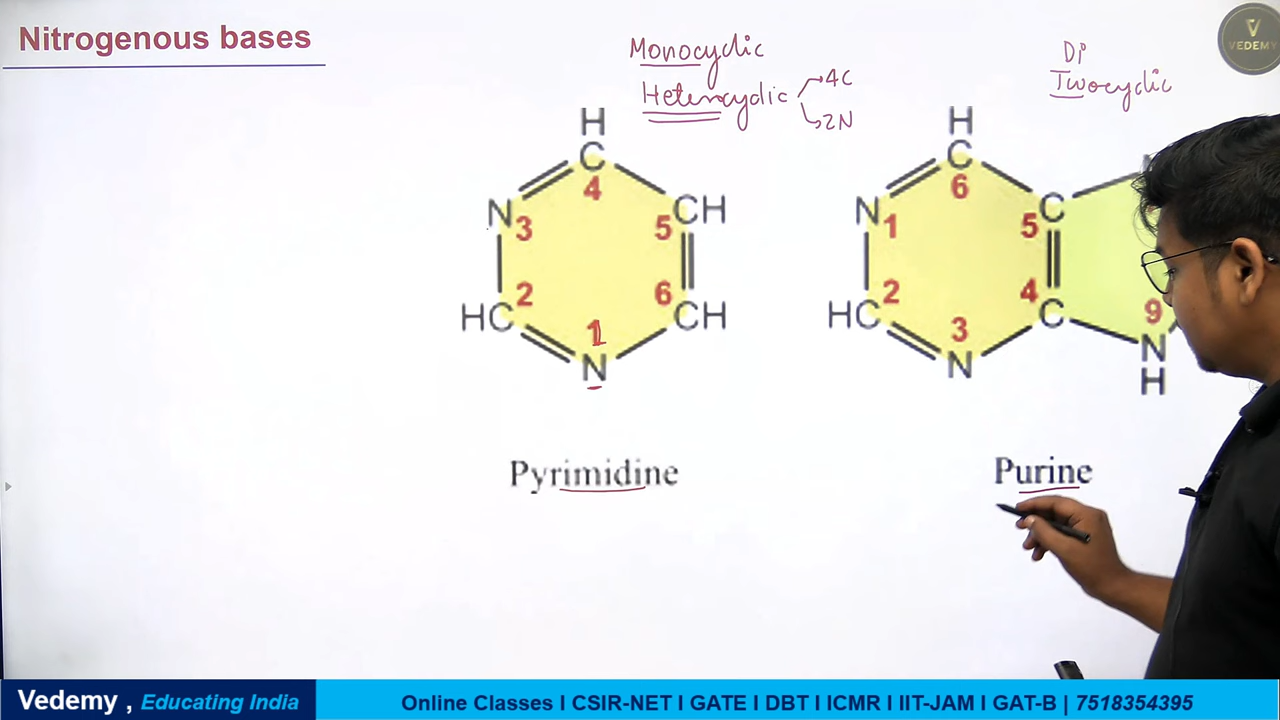 Nitrogenous bases
Monocyclic
Heterocyclic → 4C
→ 2N
Di
Twocyclic
V
VEDEMY
H
C
4
N
3
5
CH
HC
2
6
CH
1
N
Pyrimidine
H
C
6
N
1
5
C
HC
2
4
C
3
N
9
N
H
Purine
Vedemy , Educating India
Online Classes I CSIR-NET I GATE I DBT I ICMR I IIT-JAM I GAT-B | 7518354395